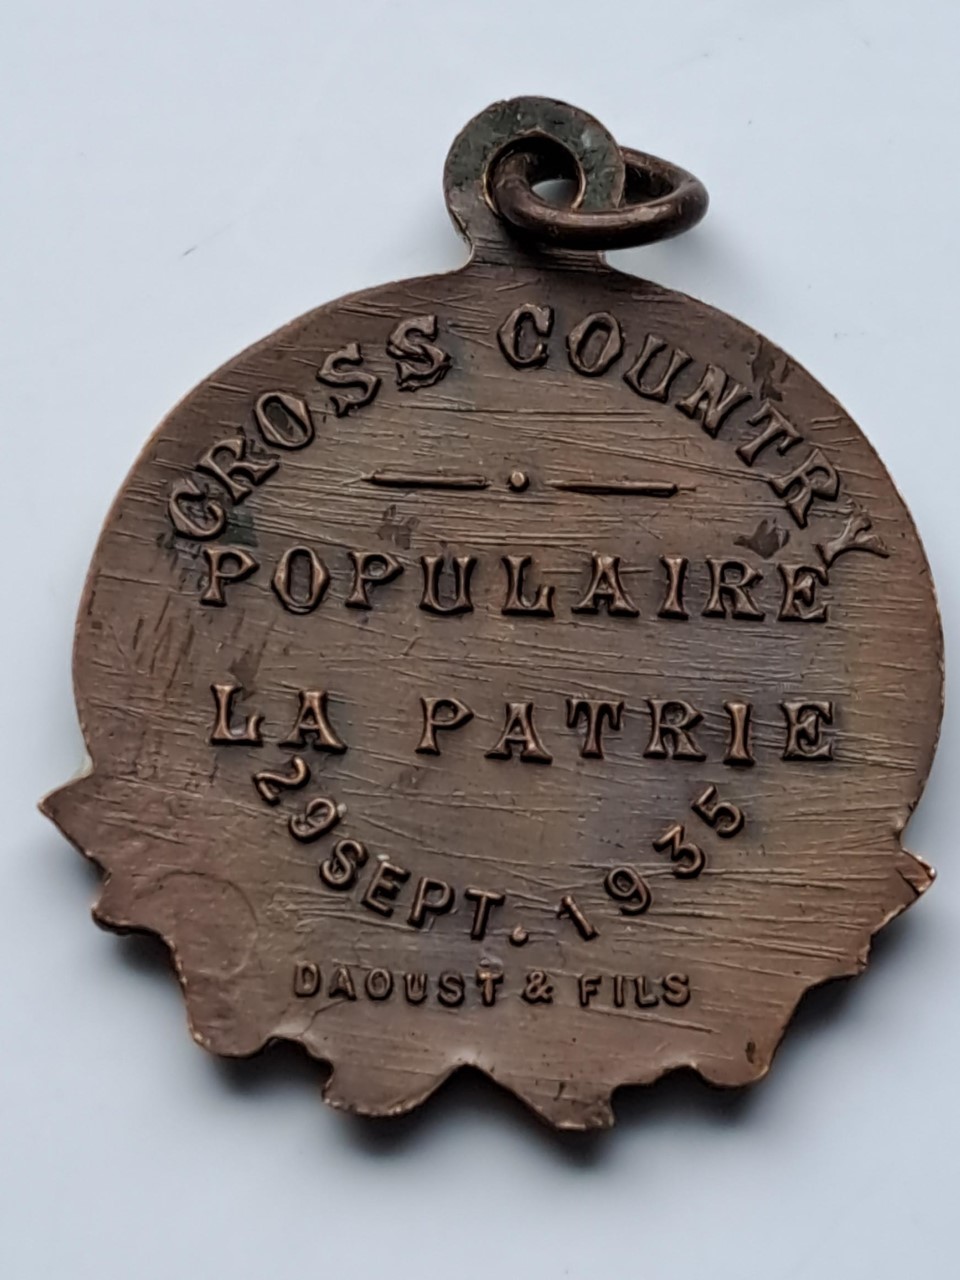 CROSS COUNTRY
POPULAIRE
LA PATRIE
29 SEPT. 1935
DAOUST & FILS